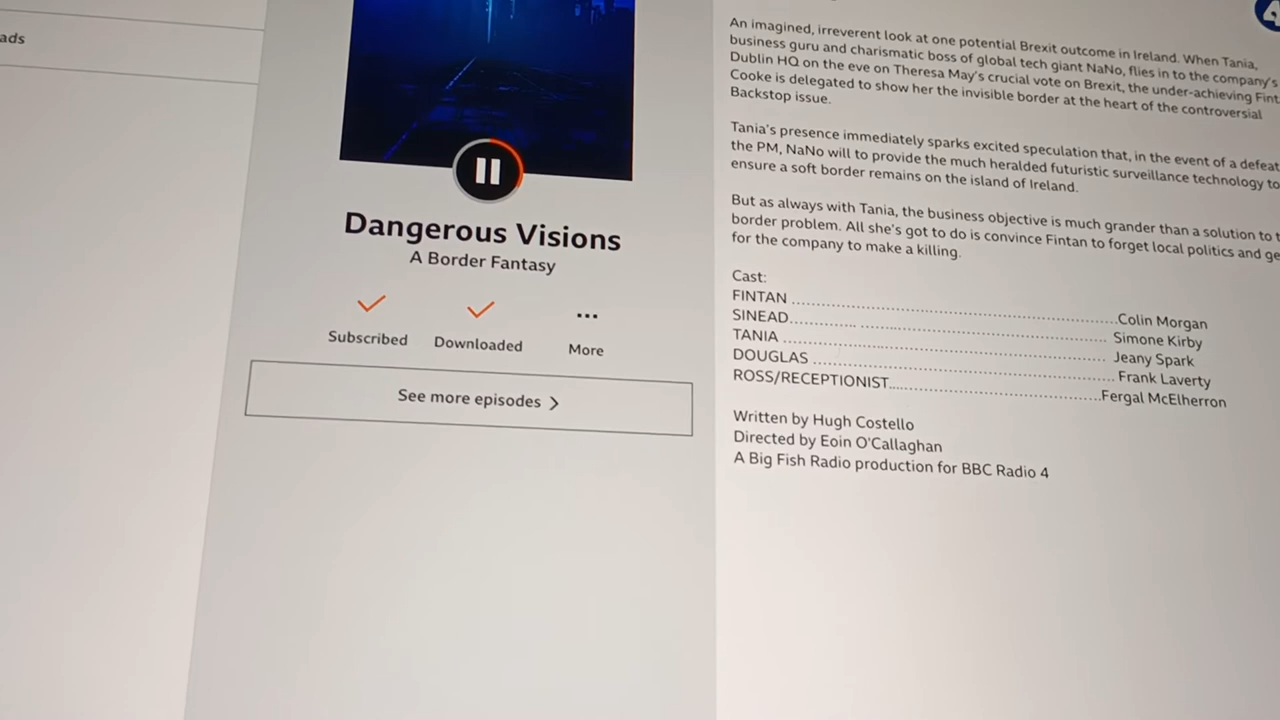 ads
Dangerous Visions
A Border Fantasy
Subscribed
Downloaded
More
See more episodes
4
An imagined, irreverent look at one potential Brexit outcome in Ireland. When Tania,
business guru and charismatic boss of global tech giant NaNo, flies in to the company's
Dublin HQ on the eve on Theresa May's crucial vote on Brexit, the under-achieving Fint
Cooke is delegated to show her the invisible border at the heart of the controversial
Backstop issue.
Tania's presence immediately sparks excited speculation that, in the event of a defeat
the PM, NaNo will to provide the much heralded futuristic surveillance technology to
ensure a soft border remains on the island of Ireland.
But as always with Tania, the business objective is much grander than a solution to t
border problem. All she's got to do is convince Fintan to forget local politics and ge
for the company to make a killing.
Cast:
FINTAN ........................................................................Colin Morgan
SINEAD.............. ..................................................... Simone Kirby
TANIA ...................................................................... Jeany Spark
DOUGLAS ................................................................. Frank Laverty
ROSS/RECEPTIONIST..............................................Fergal McElherron
Written by Hugh Costello
Directed by Eoin O'Callaghan
A Big Fish Radio production for BBC Radio 4